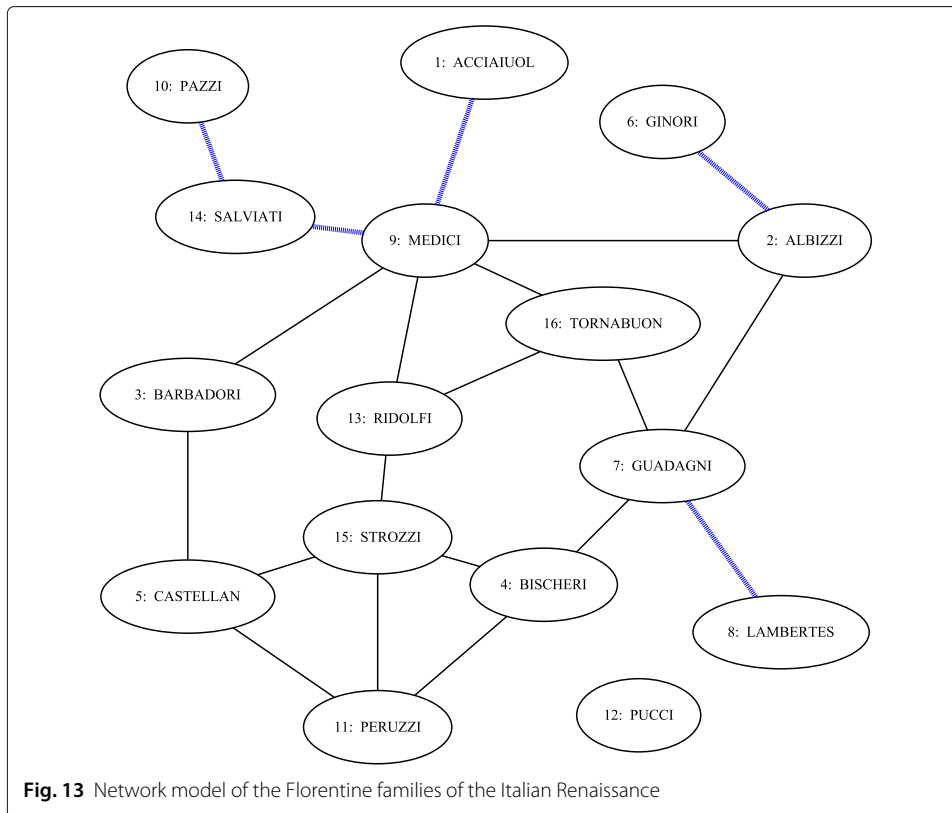 1: ACCIAIUOL
10: PAZZI
6: GINORI
14: SALVIATI
9: MEDICI
2: ALBIZZI
16: TORNABUON
3: BARBADORI
13: RIDOLFI
7: GUADAGNI
15: STROZZI
4: BISCHERI
5: CASTELLAN
8: LAMBERTES
12: PUCCI
11: PERUZZI
Fig. 13 Network model of the Florentine families of the Italian Renaissance